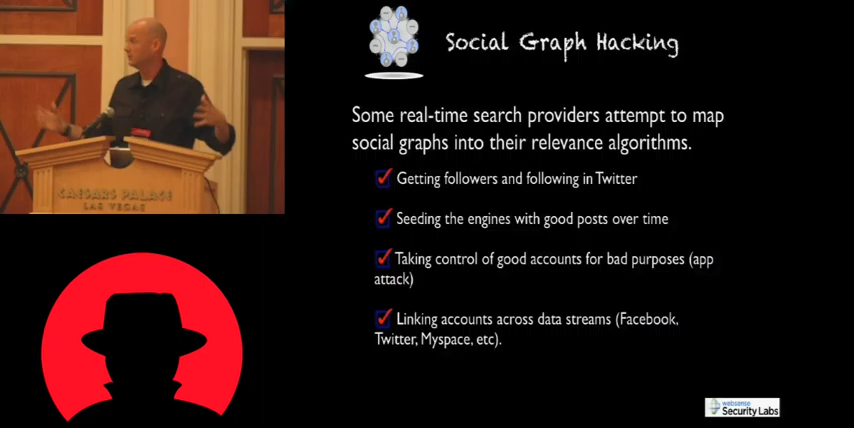 Social Graph Hacking
Some real-time search providers attempt to map
social graphs into their relevance algorithms.
Getting followers and following in Twitter
Seeding the engines with good posts over time
Taking control of good accounts for bad purposes (app
attack)
Linking accounts across data streams (Facebook,
Twitter, Myspace, etc).
CAESARS PALACE
LAS VEGAS
websense
Security Labs